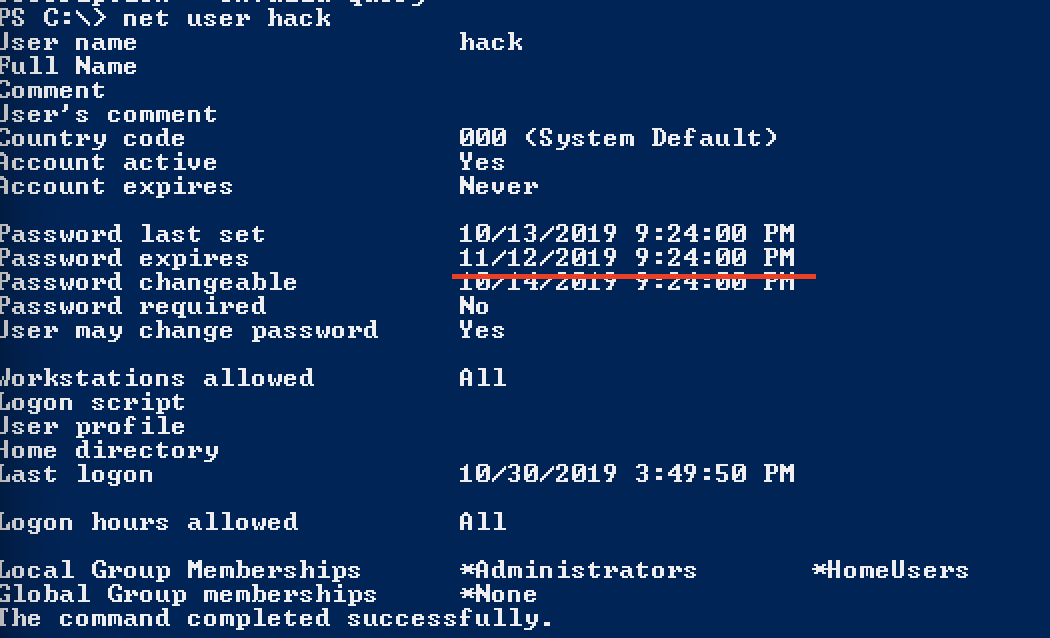 PS C:\> net user hack
User name hack
Full Name
Comment
User's comment
Country code 000 (System Default)
Account active Yes
Account expires Never
Password last set 10/13/2019 9:24:00 PM
Password expires 11/12/2019 9:24:00 PM
Password changeable 10/14/2019 9:24:00 PM
Password required No
User may change password Yes
Workstations allowed All
Logon script
User profile
Home directory
Last logon 10/30/2019 3:49:50 PM
Logon hours allowed All
Local Group Memberships *Administrators *HomeUsers
Global Group memberships *None
The command completed successfully.